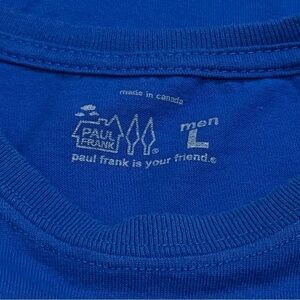 made in canada
PAUL
FRANK
men
L
paul frank is your friend.®